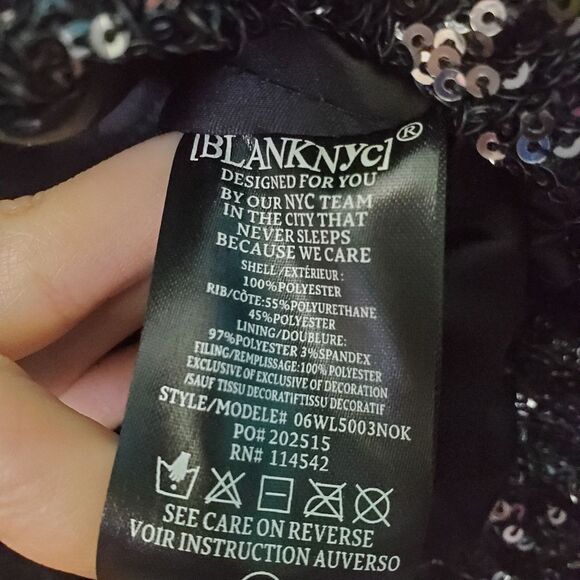 [BLANKNYC]®
DESIGNED FOR YOU
BY OUR NYC TEAM
IN THE CITY THAT
NEVER SLEEPS
BECAUSE WE CARE
SHELL/EXTÉRIEUR:
100%POLYESTER
RIB/CÔTE:55%POLYURETHANE
45%POLYESTER
LINING/DOUBLURE:
97%POLYESTER 3%SPANDEX
FILING/REMPLISSAGE:100% POLYESTER
EXCLUSIVE OF EXCLUSIVE OF DECORATION
/SAUF TISSU DECORATIFTISSU DECORATIF
STYLE/MODELE# 06WL5003NOK
PO# 202515
RN# 114542
SEE CARE ON REVERSE
VOIR INSTRUCTION AUVERSO